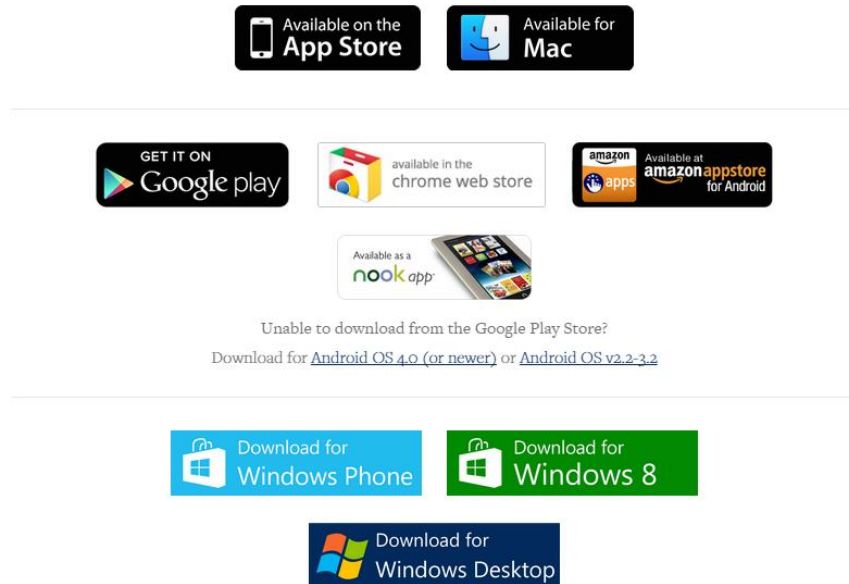 Available on the
App Store
Available for
Mac
GET IT ON
Google play
available in the
chrome web store
amazon
apps
Available at
amazon appstore
for Android
Available as a
nook app
Unable to download from the Google Play Store?
Download for Android OS 4.0 (or newer) or Android OS v2.2-3.2
Download for
Windows Phone
Download for
Windows 8
Download for
Windows Desktop